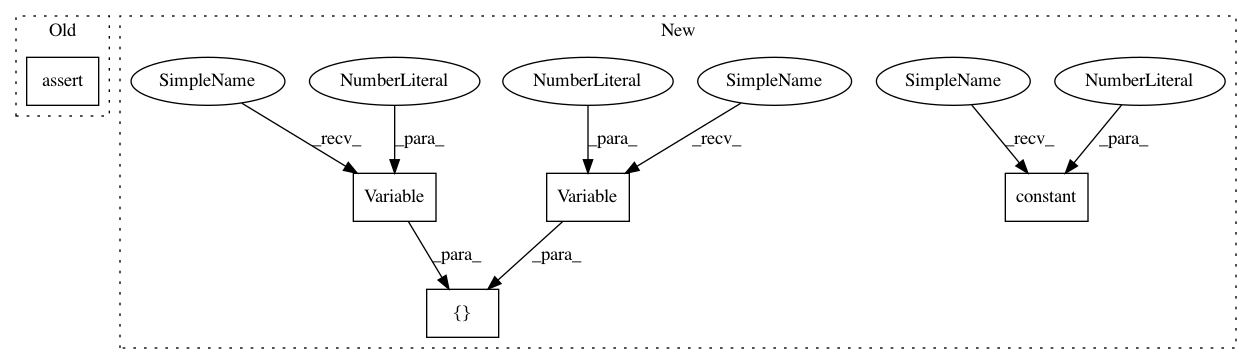 Old
New
assert
SimpleName
NumberLiteral
NumberLiteral
SimpleName
SimpleName
NumberLiteral
_recv_
_para_
_para_
_recv_
_recv_
_para_
Variable
Variable
constant
_para_
_para_
{}